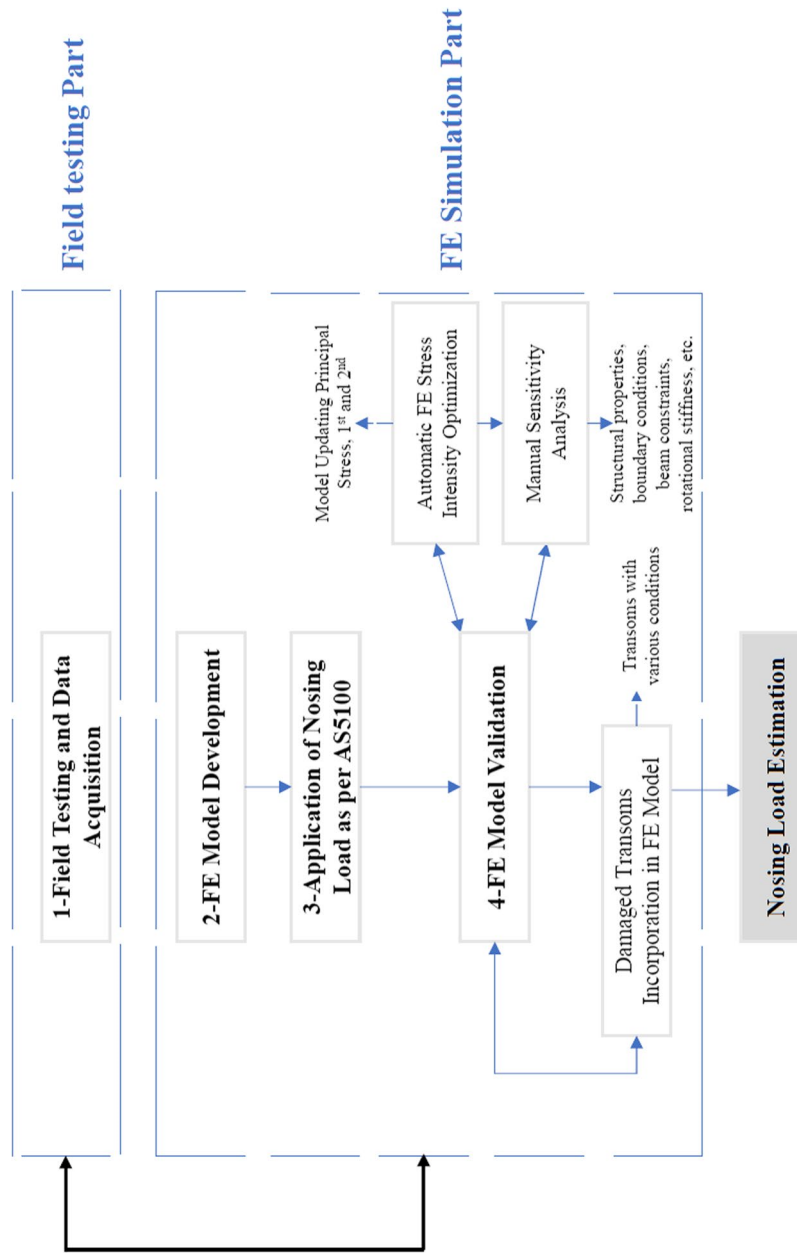 Field testing Part
1-Field Testing and Data
Acquisition
FE Simulation Part
2-FE Model Development
3-Application of Nosing
Load as per AS5100
Model Updating Principal
Stress, 1st and 2nd
Automatic FE Stress
Intensity Optimization
4-FE Model Validation
Manual Sensitivity
Analysis
Structural properties,
boundary conditions,
beam constraints,
rotational stiffness, etc.
Damaged Transoms
Incorporation in FE Model
Transoms with
various conditions
Nosing Load Estimation